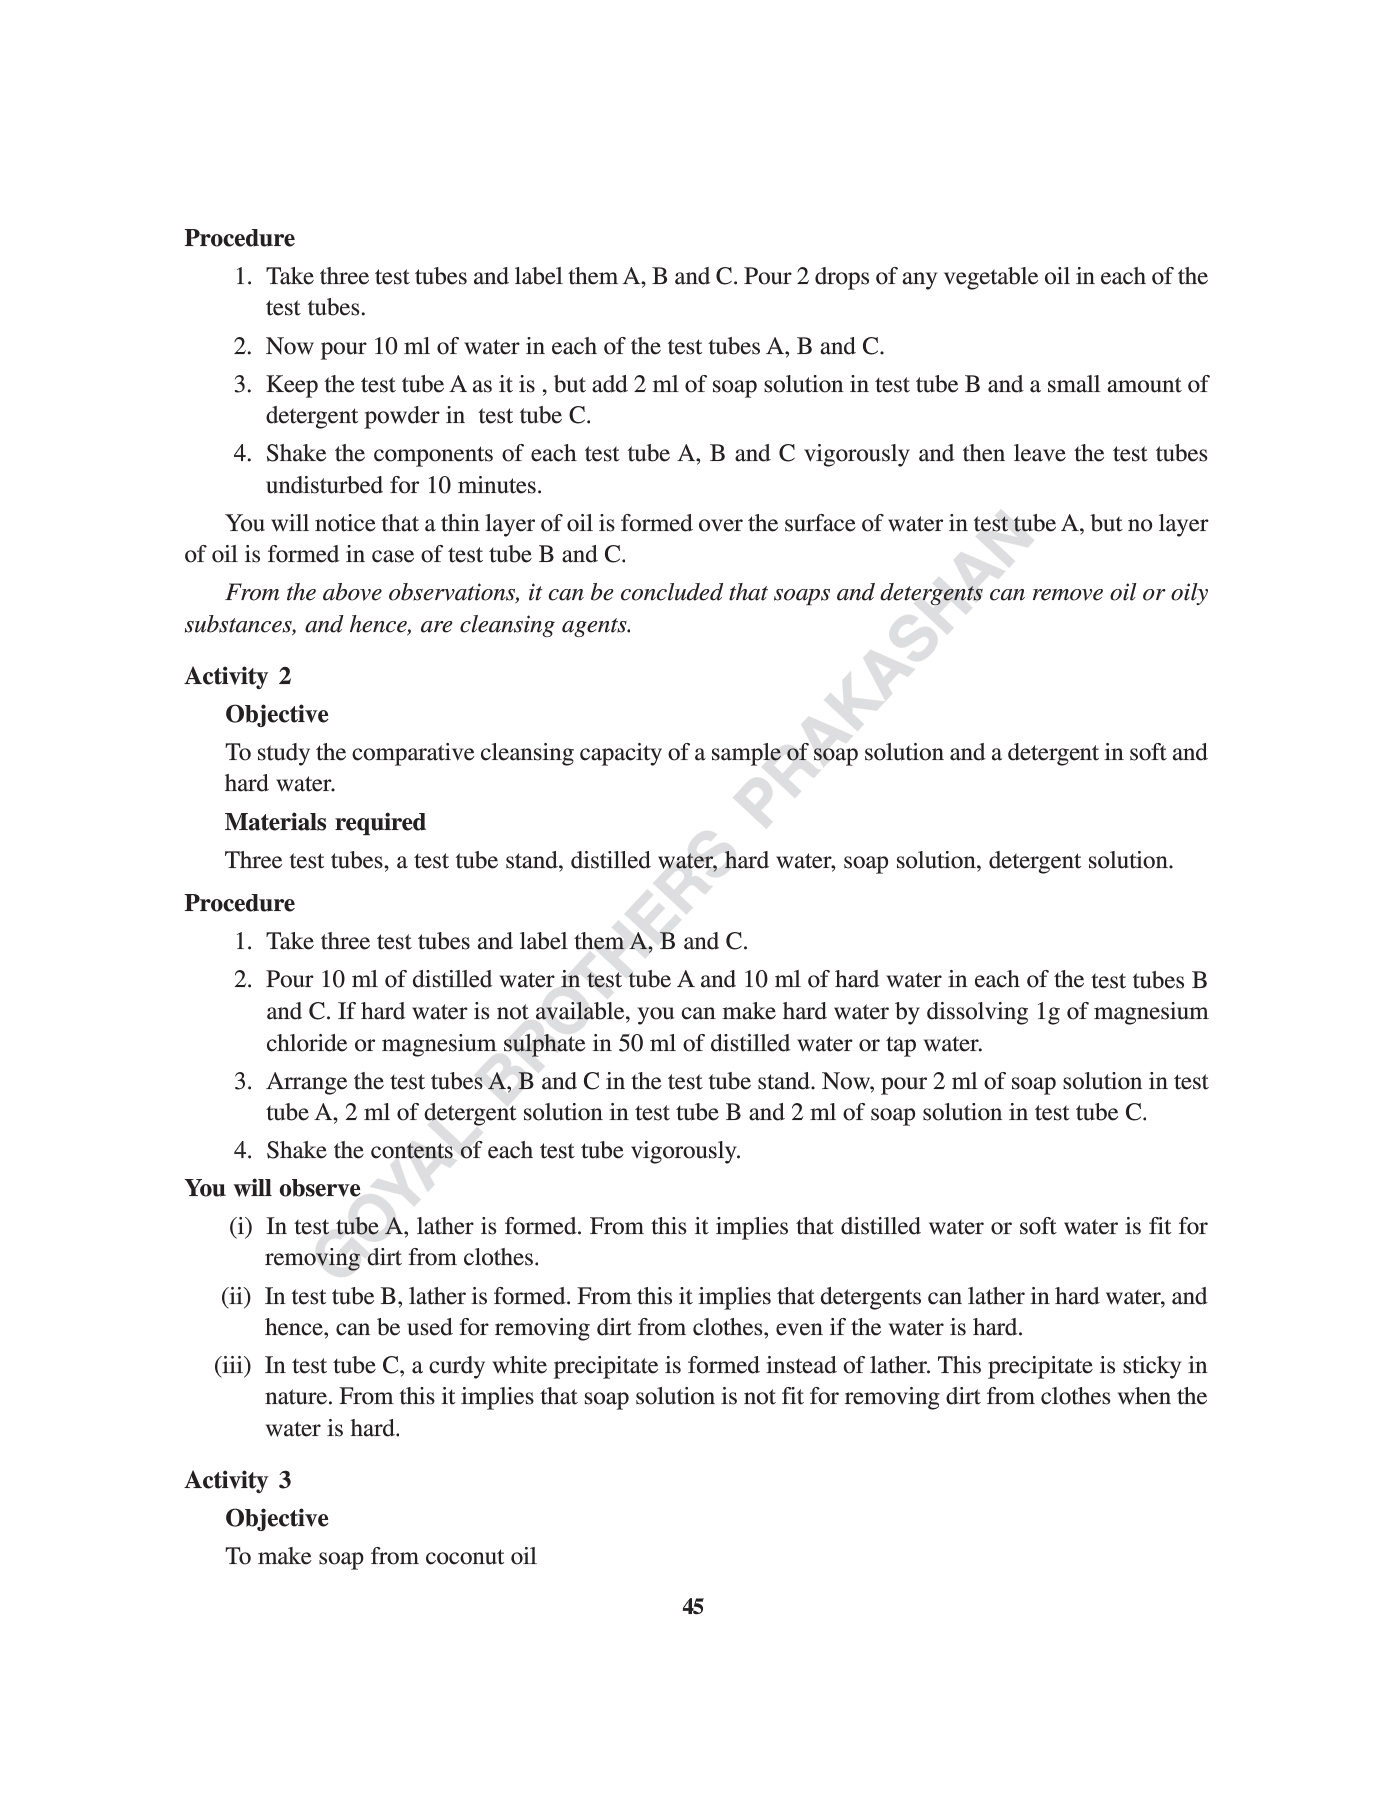 Procedure
1. Take three test tubes and label them A, B and C. Pour 2 drops of any vegetable oil in each of the
test tubes.
2. Now pour 10 ml of water in each of the test tubes A, B and C.
3. Keep the test tube A as it is , but add 2 ml of soap solution in test tube B and a small amount of
detergent powder in test tube C.
4. Shake the components of each test tube A, B and C vigorously and then leave the test tubes
undisturbed for 10 minutes.
You will notice that a thin layer of oil is formed over the surface of water in test tube A, but no layer
of oil is formed in case of test tube B and C.
From the above observations, it can be concluded that soaps and detergents can remove oil or oily
substances, and hence, are cleansing agents.
Activity 2
Objective
To study the comparative cleansing capacity of a sample of soap solution and a detergent in soft and
hard water.
Materials required
Three test tubes, a test tube stand, distilled water, hard water, soap solution, detergent solution.
Procedure
1. Take three test tubes and label them A, B and C.
2. Pour 10 ml of distilled water in test tube A and 10 ml of hard water in each of the test tubes B
and C. If hard water is not available, you can make hard water by dissolving 1g of magnesium
chloride or magnesium sulphate in 50 ml of distilled water or tap water.
3. Arrange the test tubes A, B and C in the test tube stand. Now, pour 2 ml of soap solution in test
tube A, 2 ml of detergent solution in test tube B and 2 ml of soap solution in test tube C.
4. Shake the contents of each test tube vigorously.
You will observe
(i) In test tube A, lather is formed. From this it implies that distilled water or soft water is fit for
removing dirt from clothes.
(ii) In test tube B, lather is formed. From this it implies that detergents can lather in hard water, and
hence, can be used for removing dirt from clothes, even if the water is hard.
(iii) In test tube C, a curdy white precipitate is formed instead of lather. This precipitate is sticky in
nature. From this it implies that soap solution is not fit for removing dirt from clothes when the
water is hard.
Activity 3
Objective
To make soap from coconut oil
45
GOYAL BROTHERS PRAKASHAN